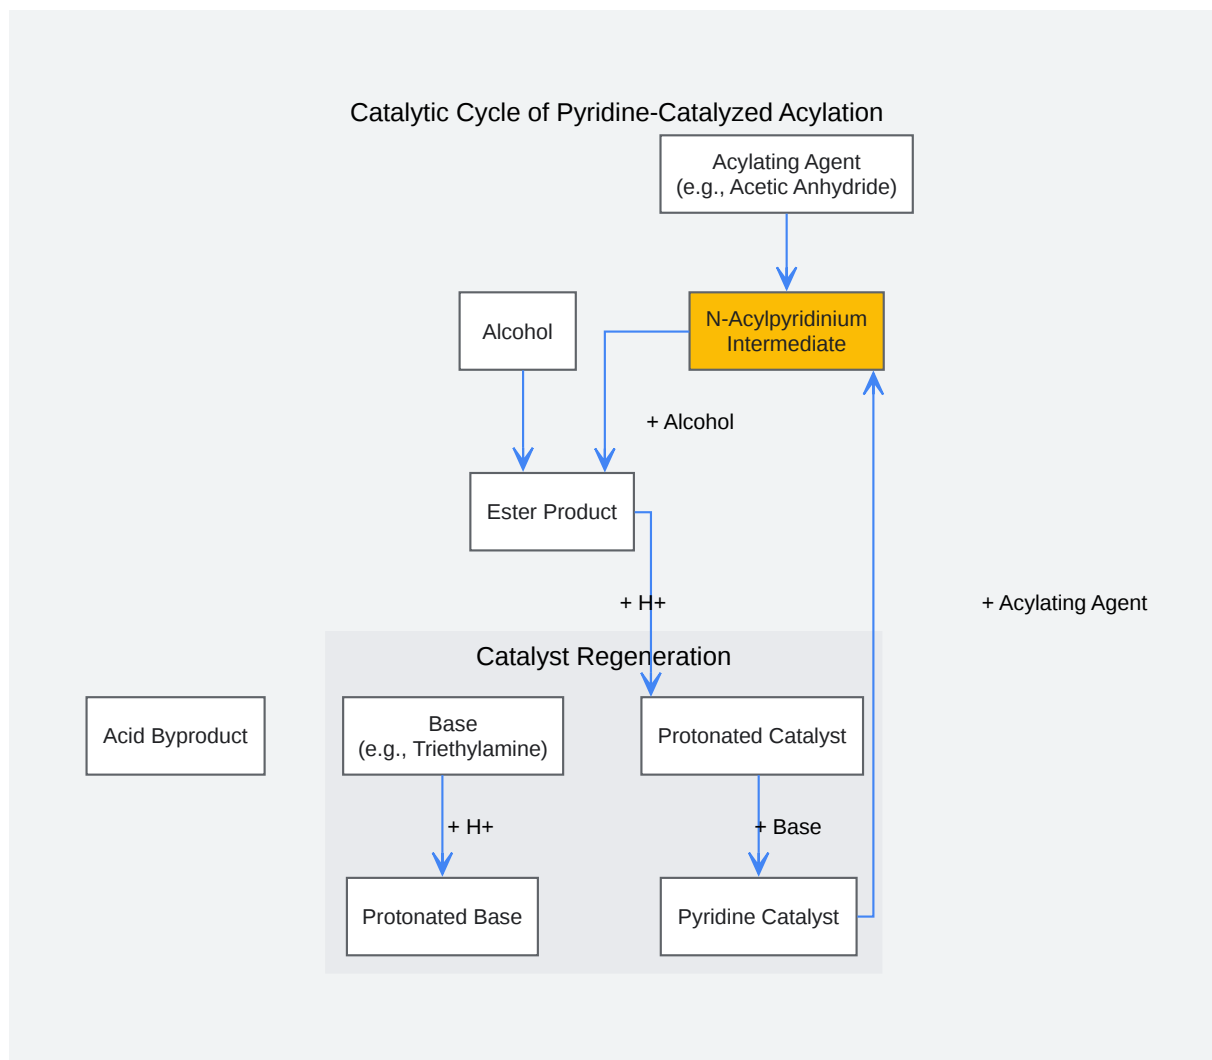 Catalytic Cycle of Pyridine-Catalyzed Acylation
Acylating Agent
(e.g., Acetic Anhydride)
Alcohol
N-Acylpyridinium
Intermediate
+ Alcohol
Ester Product
+ H+
+ Acylating Agent
Catalyst Regeneration
Acid Byproduct
Base
(e.g., Triethylamine)
Protonated Catalyst
+ H+
+ Base
Protonated Base
Pyridine Catalyst